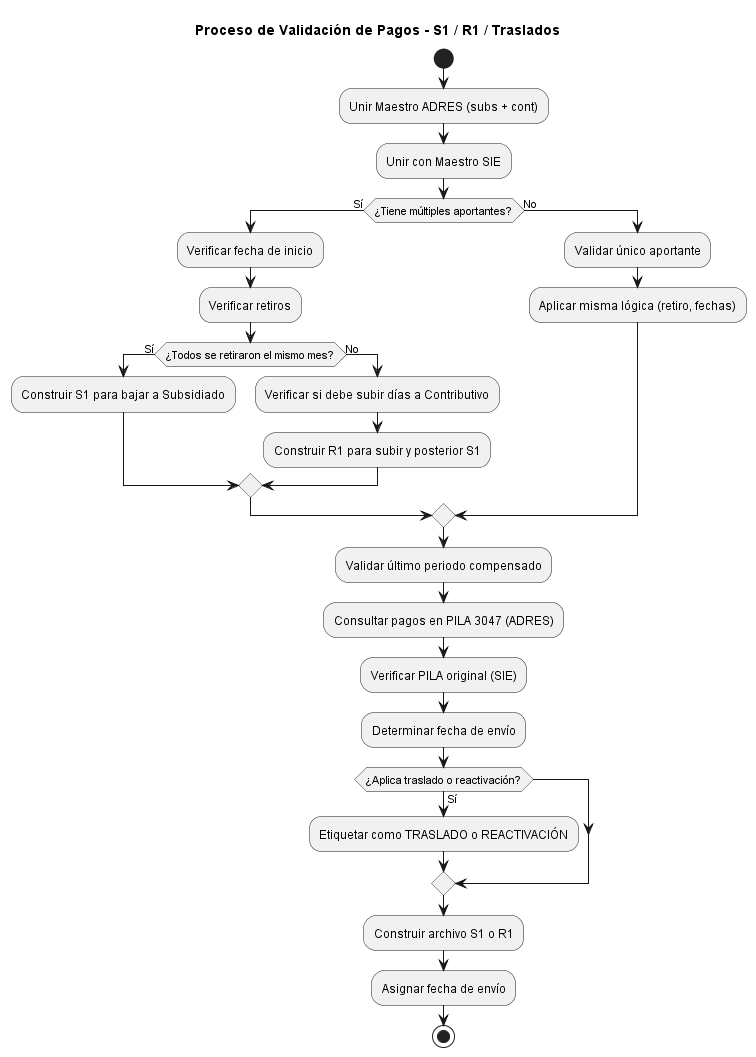 Proceso de Validación de Pagos - S1 / R1 / Traslados
Unir Maestro ADRES (subs + cont)
Unir con Maestro SIE
Sí
¿Tiene múltiples aportantes?
No
Verificar fecha de inicio
Verificar retiros
Sí
¿Todos se retiraron el mismo mes?
No
Construir S1 para bajar a Subsidiado
Verificar si debe subir días a Contributivo
Construir R1 para subir y posterior S1
Validar único aportante
Aplicar misma lógica (retiro, fechas)
Validar último periodo compensado
Consultar pagos en PILA 3047 (ADRES)
Verificar PILA original (SIE)
Determinar fecha de envío
¿Aplica traslado o reactivación?
Sí
Etiquetar como TRASLADO o REACTIVACIÓN
Construir archivo S1 o R1
Asignar fecha de envío